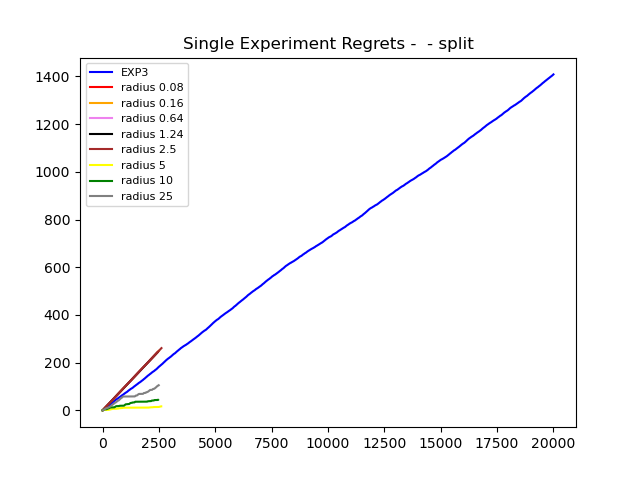 Single Experiment Regrets -  - split
EXP3
radius 0.08
radius 0.16
radius 0.64
radius 1.24
radius 2.5
radius 5
radius 10
radius 25
1400
1200
1000
800
600
400
200
0
0 2500 5000 7500 10000 12500 15000 17500 20000